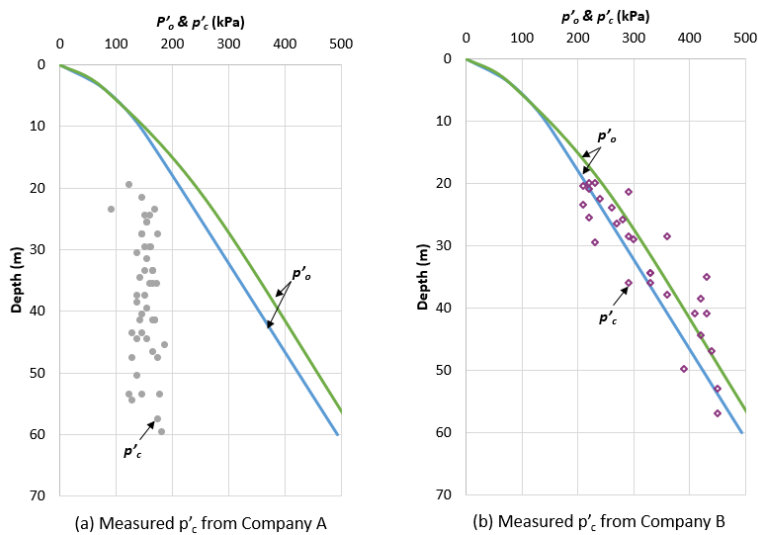 P'o & p'c (kPa)
0 100 200 300 400 500
0
10
20
30
40
50
60
70
Depth (m)
p'o
p'c
(a) Measured p'c from Company A
p'o & p'c (kPa)
0 100 200 300 400 500
0
10
20
30
40
50
60
70
Depth (m)
p'o
p'c
(b) Measured p'c from Company B